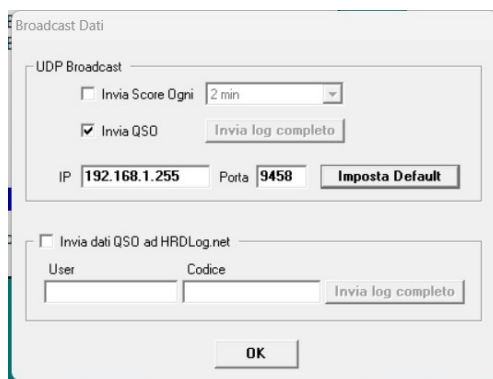 Broadcast Dati
UDP Broadcast
Invia Score Ogni 2 min
Invia QSO Invia log completo
IP 192.168.1.255 Porta 9458 Imposta Default
Invia dati QSO ad HRDLog.net
User Codice
Invia log completo
OK